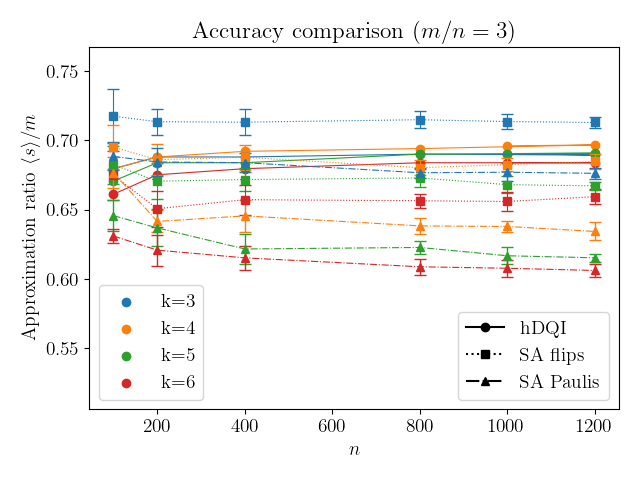 Accuracy comparison (m/n = 3)
Approximation ratio ⟨s⟩/m
0.75
0.70
0.65
0.60
0.55
k=3
k=4
k=5
k=6
hDQI
SA flips
SA Paulis
200
400
600
800
1000
1200
n